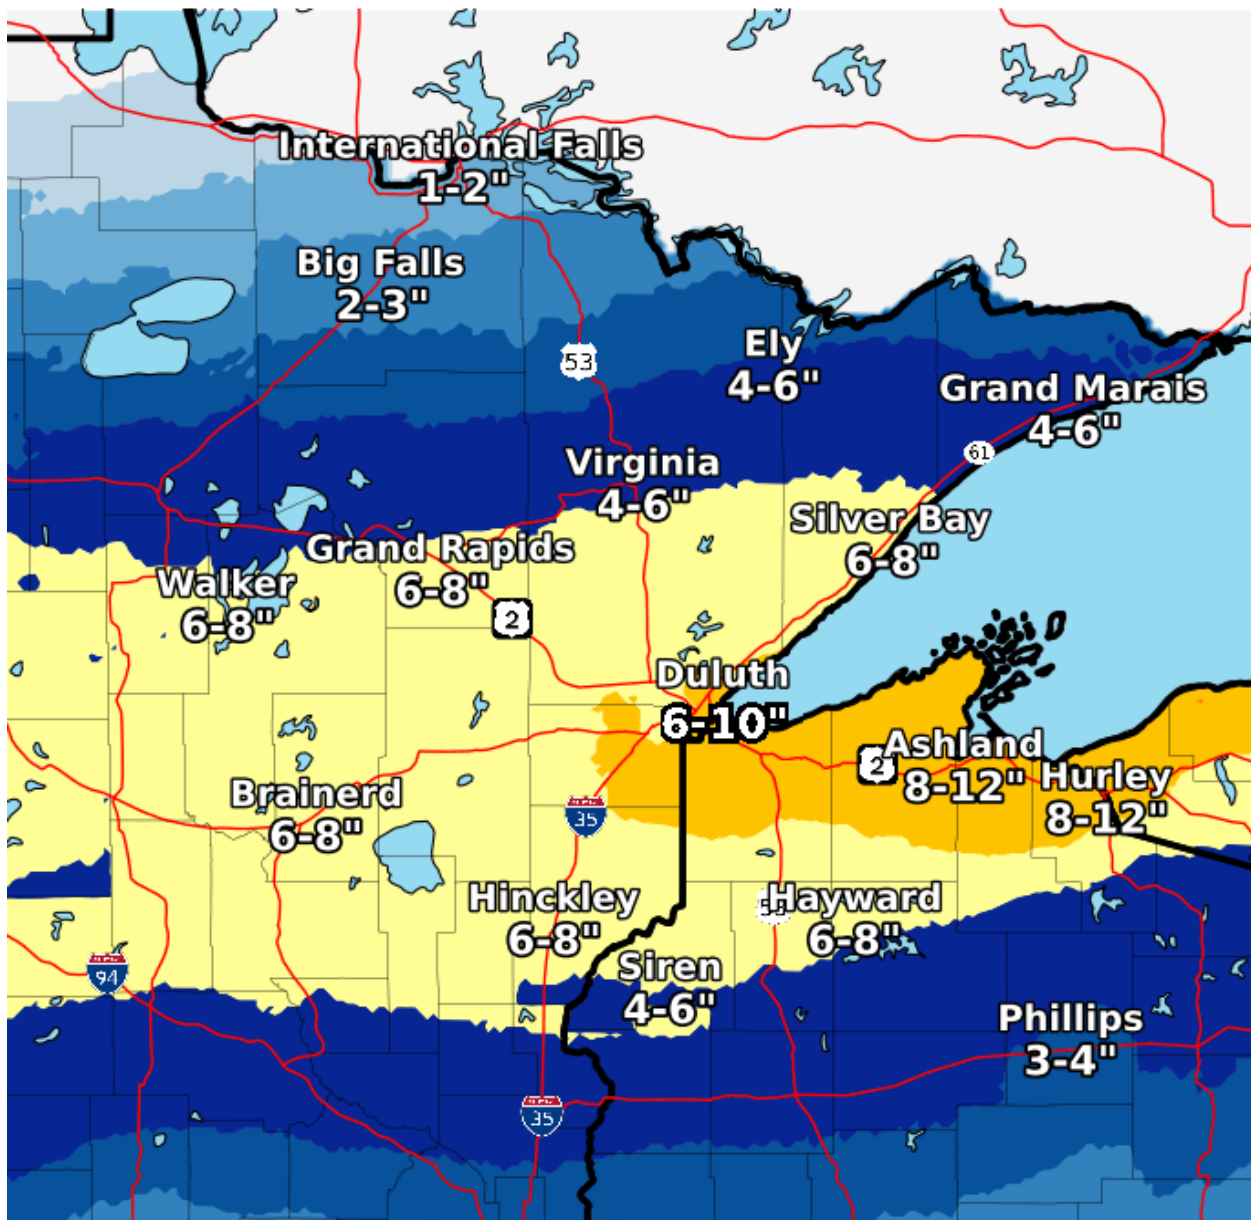 International Falls
1-2"
Big Falls
2-3"
53
Ely
4-6"
Grand Marais
4-6"
61
Virginia
4-6"
Silver Bay
6-8"
Grand Rapids
6-8"
Walker
6-8"
2
Duluth
6-10"
Ashland
8-12"
2
Hurley
8-12"
Brainerd
6-8"
35
Hinckley
6-8"
Hayward
6-8"
Siren
4-6"
94
Phillips
3-4"
35